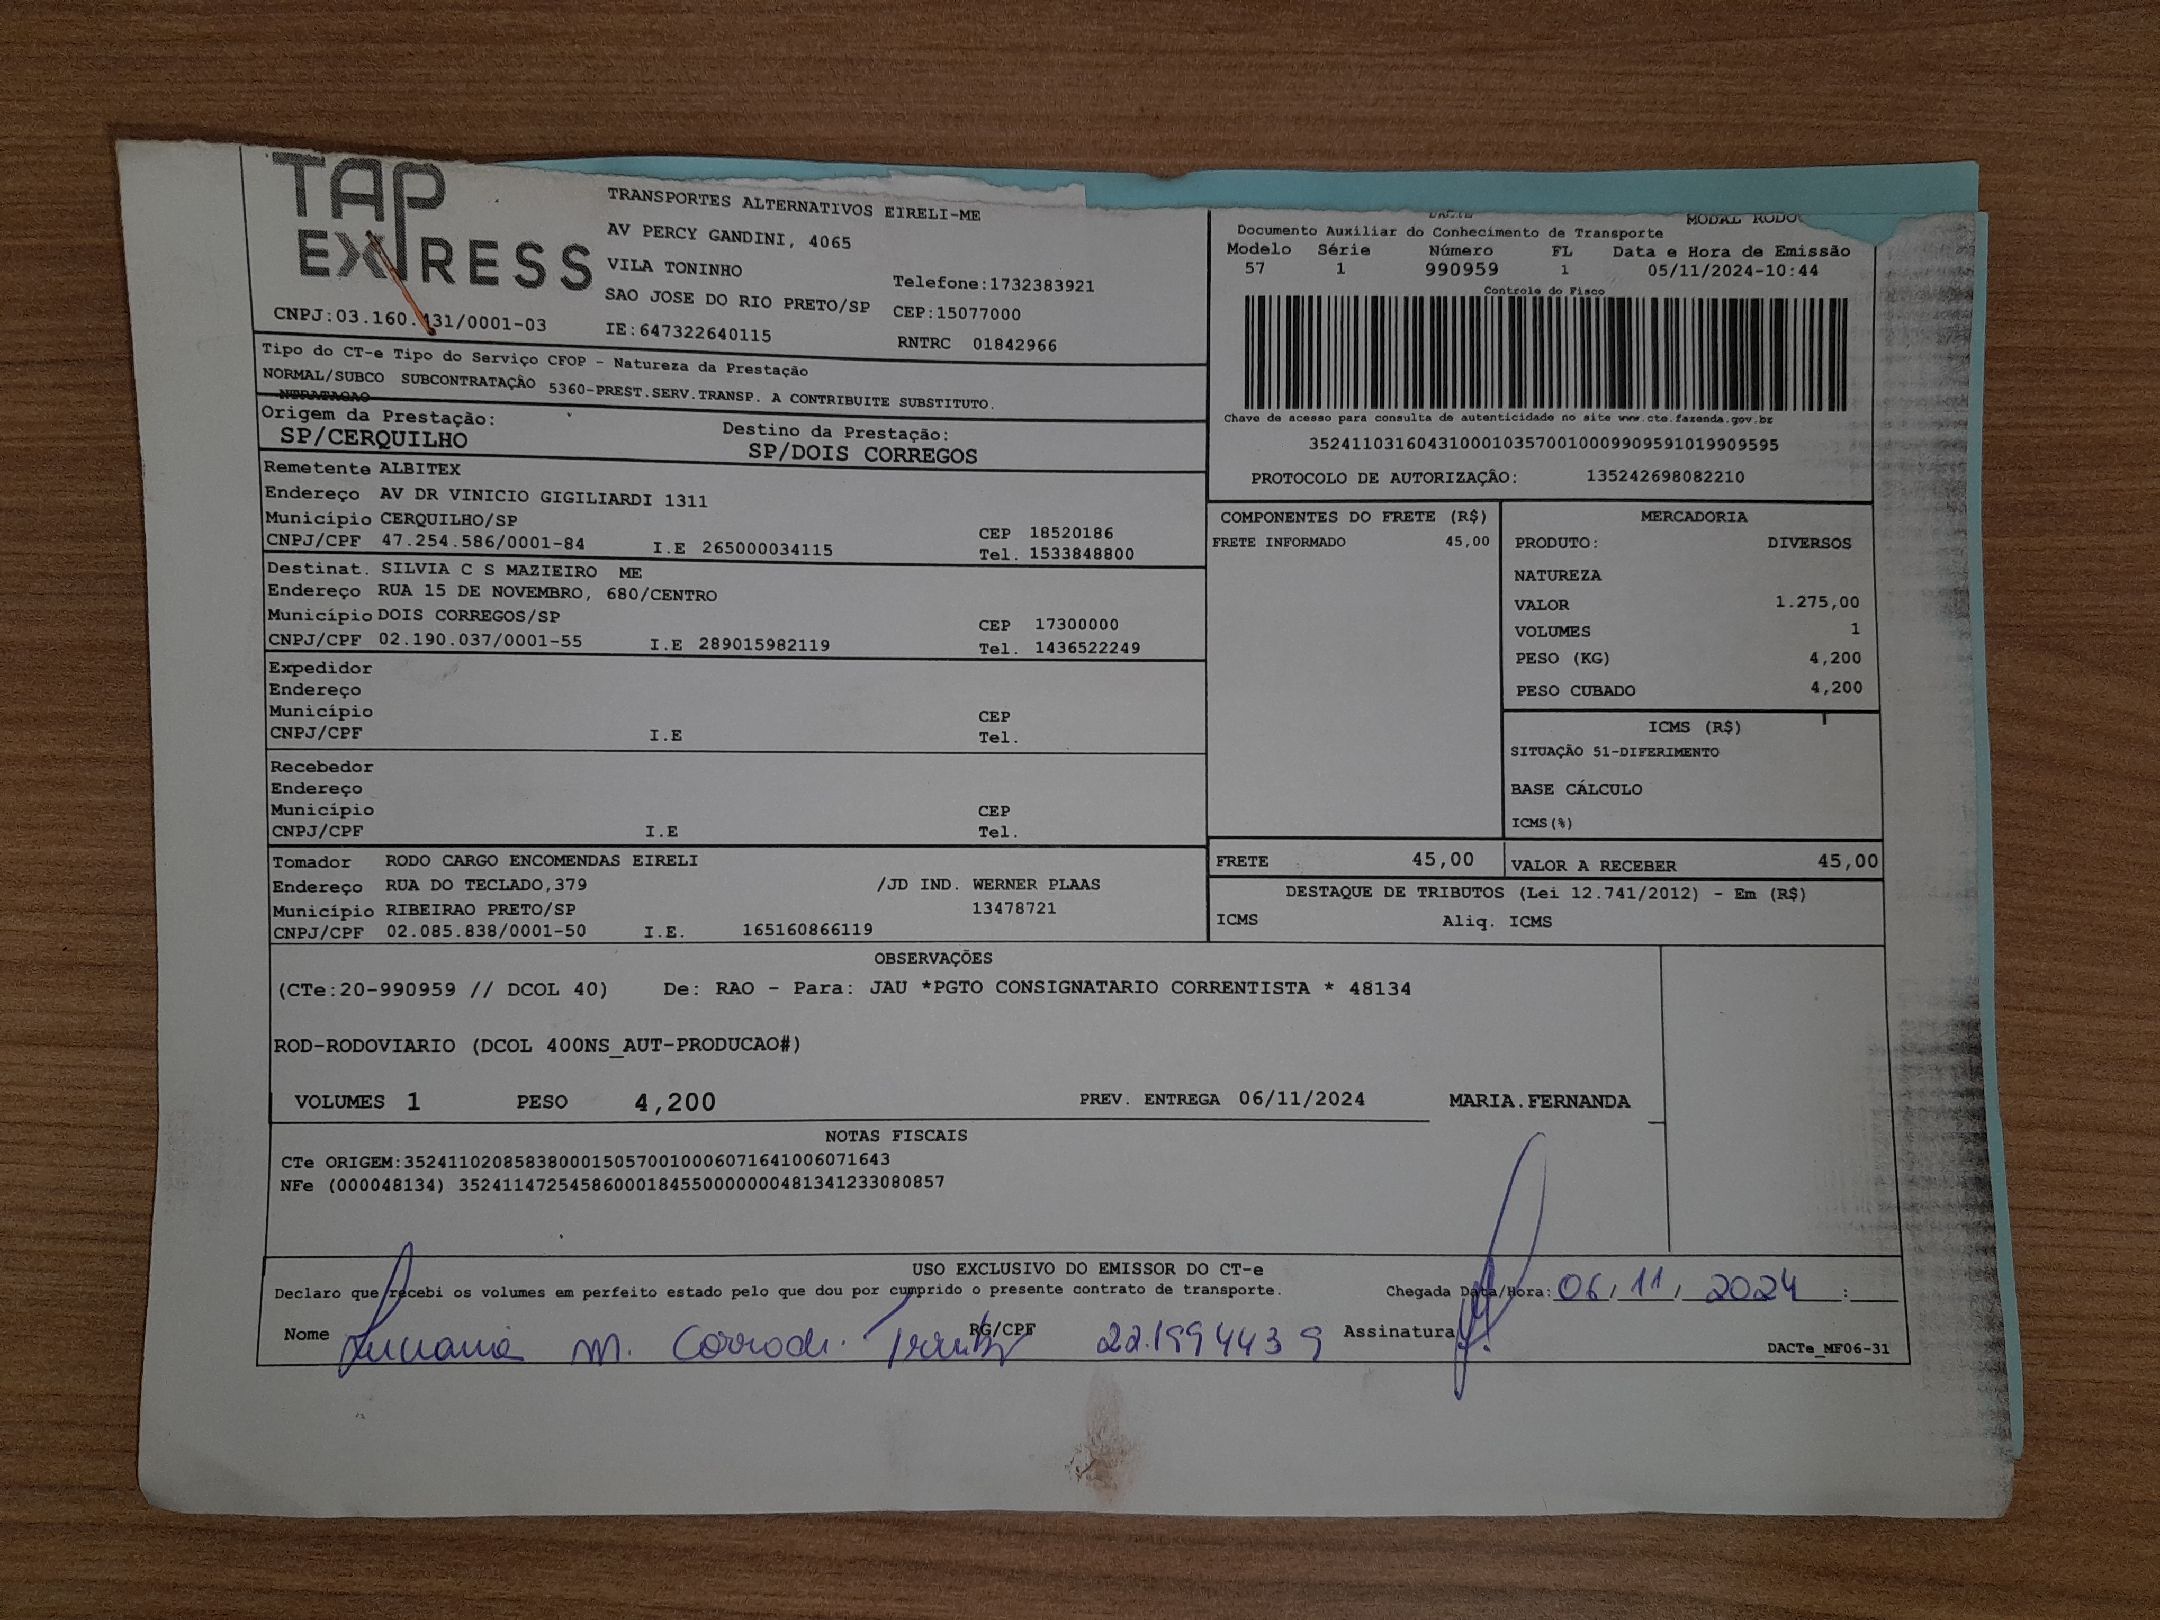 TAP
EXPRESS
CNPJ:03.160.431/0001-03
TRANSPORTES ALTERNATIVOS EIRELI-ME
AV PERCY GANDINI, 4065
VILA TONINHO
SAO JOSE DO RIO PRETO/SP
IE:647322640115
Telefone:1732383921
CEP:15077000
RNTRC 01842966
DACTE MODAL RODO
Documento Auxiliar do Conhecimento de Transporte
Modelo Série Número FL Data e Hora de Emissão
57 1 990959 1 05/11/2024-10:44
Controle do Fisco
Chave de acesso para consulta de autenticidade no site www.cte.fazenda.gov.br
35241103160431000103570010009909591019909595
PROTOCOLO DE AUTORIZAÇÃO: 135242698082210
Tipo do CT-e Tipo do Serviço CFOP - Natureza da Prestação
NORMAL/SUBCO SUBCONTRATAÇÃO 5360-PREST.SERV.TRANSP. A CONTRIBUITE SUBSTITUTO.
NTRATACAO
Origem da Prestação: Destino da Prestação:
SP/CERQUILHO SP/DOIS CORREGOS
Remetente ALBITEX
Endereço AV DR VINICIO GIGILIARDI 1311
Município CERQUILHO/SP CEP 18520186
CNPJ/CPF 47.254.586/0001-84 I.E 265000034115 Tel. 1533848800
Destinat. SILVIA C S MAZIEIRO ME
Endereço RUA 15 DE NOVEMBRO, 680/CENTRO
Município DOIS CORREGOS/SP CEP 17300000
CNPJ/CPF 02.190.037/0001-55 I.E 289015982119 Tel. 1436522249
Expedidor
Endereço
Município CEP
CNPJ/CPF I.E Tel.
Recebedor
Endereço
Município CEP
CNPJ/CPF I.E Tel.
Tomador RODO CARGO ENCOMENDAS EIRELI
Endereço RUA DO TECLADO,379 /JD IND. WERNER PLAAS
Município RIBEIRAO PRETO/SP 13478721
CNPJ/CPF 02.085.838/0001-50 I.E. 165160866119
COMPONENTES DO FRETE (R$)
FRETE INFORMADO 45,00
MERCADORIA
PRODUTO: DIVERSOS
NATUREZA
VALOR 1.275,00
VOLUMES 1
PESO (KG) 4,200
PESO CUBADO 4,200
ICMS (R$)
SITUAÇÃO 51-DIFERIMENTO
BASE CÁLCULO
ICMS(%)
FRETE 45,00 VALOR A RECEBER 45,00
DESTAQUE DE TRIBUTOS (Lei 12.741/2012) - Em (R$)
ICMS Aliq. ICMS
OBSERVAÇÕES
(CTe:20-990959 // DCOL 40) De: RAO - Para: JAU *PGTO CONSIGNATARIO CORRENTISTA * 48134
ROD-RODOVIARIO (DCOL 400NS_AUT-PRODUCAO#)
VOLUMES 1 PESO 4,200 PREV. ENTREGA 06/11/2024 MARIA.FERNANDA
NOTAS FISCAIS
CTe ORIGEM:35241102085838000150570010006071641006071643
NFe (000048134) 35241147254586000184550000000481341233080857
USO EXCLUSIVO DO EMISSOR DO CT-e
Declaro que recebi os volumes em perfeito estado pelo que dou por cumprido o presente contrato de transporte. Chegada Data/Hora: 06/11/2024 :
Nome Luciana M. RG/CPF 22.199443 9 Assinatura
DACTe_MF06-31